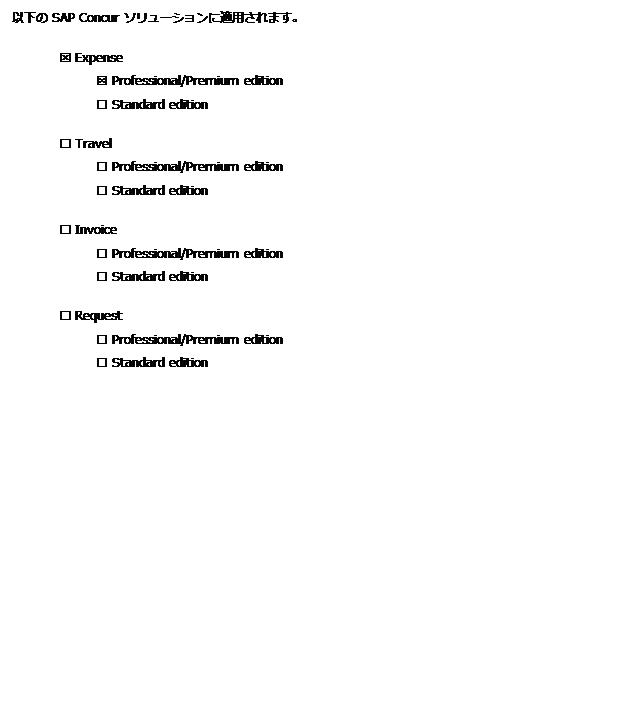 以下の SAP Concur ソリューションに適用されます。
☒ Expense
☒ Professional/Premium edition
☐ Standard edition
☐ Travel
☐ Professional/Premium edition
☐ Standard edition
☐ Invoice
☐ Professional/Premium edition
☐ Standard edition
☐ Request
☐ Professional/Premium edition
☐ Standard edition